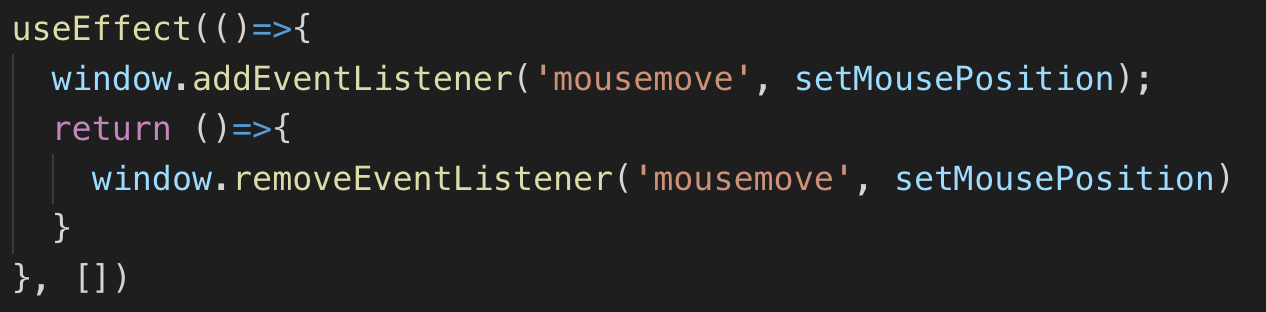 useEffect(()=>{
  window.addEventListener('mousemove', setMousePosition);
  return ()=>{
    window.removeEventListener('mousemove', setMousePosition)
  }
}, [])